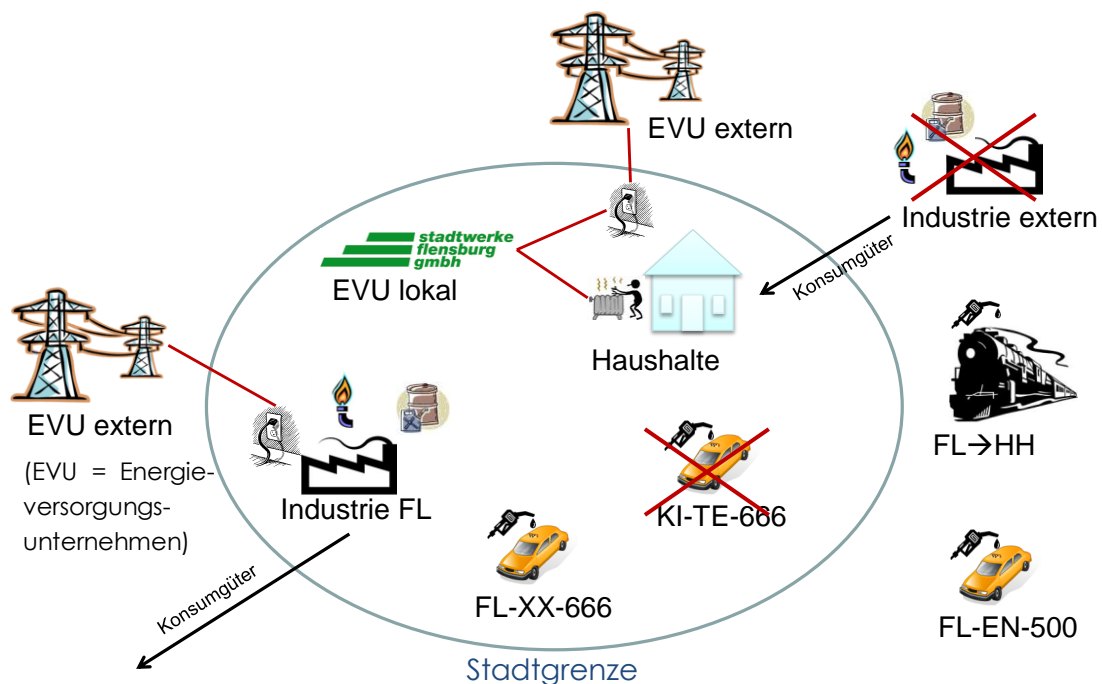 EVU extern
stadtwerke
flensburg
gmbh
EVU lokal
Industrie extern
Konsumgüter
Haushalte
EVU extern
(EVU = Energie-
versorgungs-
unternehmen)
FL→HH
Industrie FL
KI-TE-666
Konsumgüter
FL-XX-666
FL-EN-500
Stadtgrenze